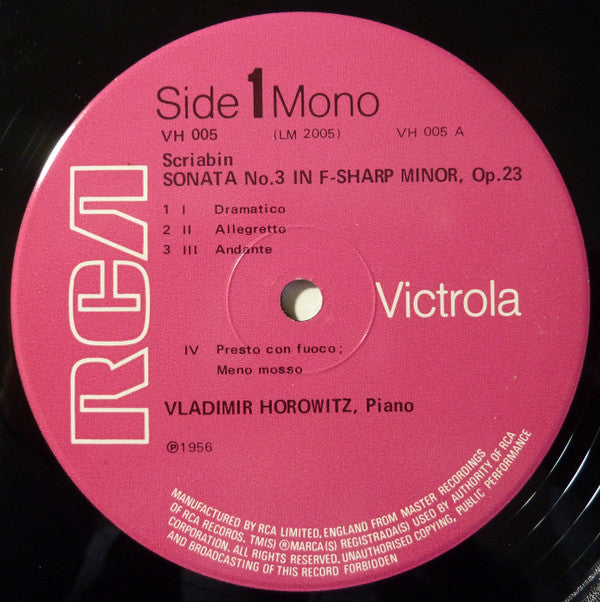 Side 1 Mono
VH 005 (LM 2005) VH 005 A
Scriabin
SONATA No.3 IN F-SHARP MINOR, Op.23
1 I Dramatico
2 II Allegretto
3 III Andante
RCA
Victrola
IV Presto con fuoco;
Meno mosso
VLADIMIR HOROWITZ, Piano
℗1956
MANUFACTURED BY RCA LIMITED, ENGLAND FROM MASTER RECORDINGS
OF RCA RECORDS. TM(S) ® MARCA(S) REGISTRADA(S) USED BY AUTHORITY OF RCA
CORPORATION. ALL RIGHTS RESERVED. UNAUTHORISED COPYING, PUBLIC PERFORMANCE
AND BROADCASTING OF THIS RECORD FORBIDDEN